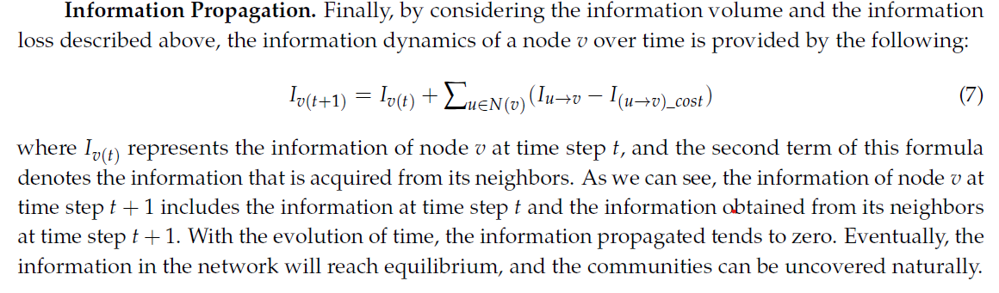 Information Propagation. Finally, by considering the information volume and the information
loss described above, the information dynamics of a node v over time is provided by the following:
I_{v(t+1)} = I_{v(t)} + ∑_{u∈N(v)} (I_{u→v} − I_{(u→v)_cost}) (7)
where I_{v(t)} represents the information of node v at time step t, and the second term of this formula
denotes the information that is acquired from its neighbors. As we can see, the information of node v at
time step t + 1 includes the information at time step t and the information obtained from its neighbors
at time step t + 1. With the evolution of time, the information propagated tends to zero. Eventually, the
information in the network will reach equilibrium, and the communities can be uncovered naturally.